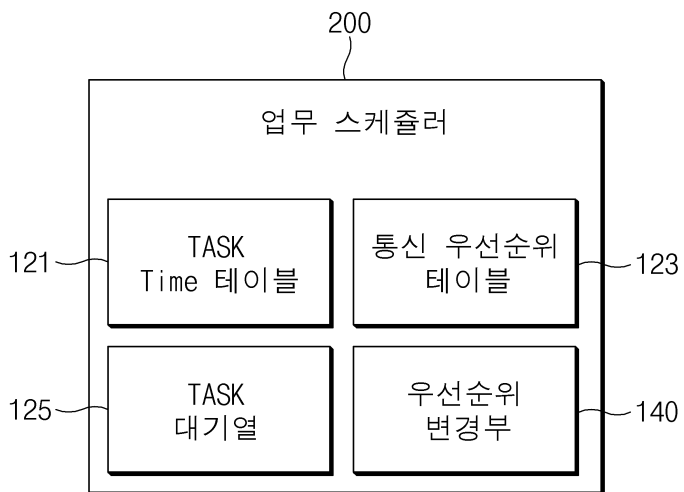 200
업무 스케쥴러
121
TASK
Time 테이블
통신 우선순위
테이블
123
125
TASK
대기열
우선순위
변경부
140